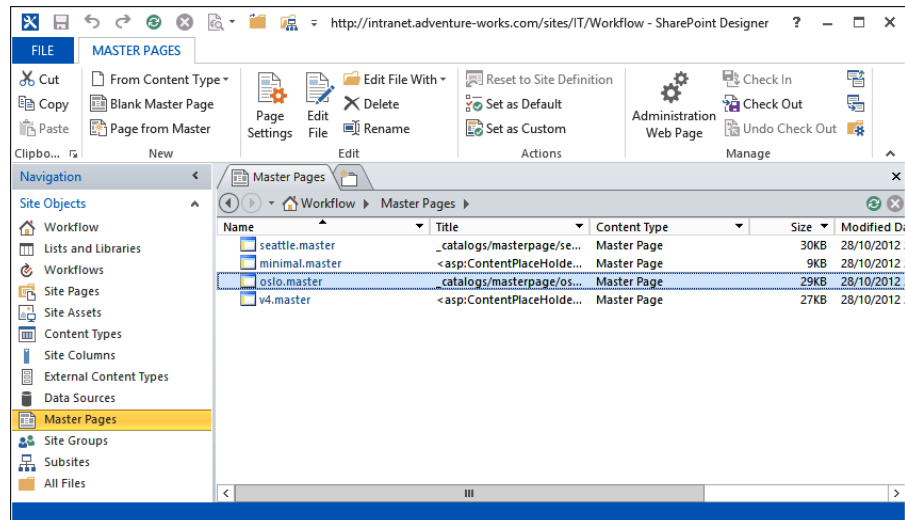 http://intranet.adventure-works.com/sites/IT/Workflow - SharePoint Designer ?
FILE MASTER PAGES
Cut
Copy
Paste
Clipbo...
From Content Type
Blank Master Page
Page from Master
New
Page Settings
Edit File
Edit File With
Delete
Rename
Edit
Reset to Site Definition
Set as Default
Set as Custom
Actions
Administration Web Page
Check In
Check Out
Undo Check Out
Manage
Navigation
Site Objects
Workflow
Lists and Libraries
Workflows
Site Pages
Site Assets
Content Types
Site Columns
External Content Types
Data Sources
Master Pages
Site Groups
Subsites
All Files
Master Pages
Workflow Master Pages
Name Title Content Type Size Modified Da
seattle.master _catalogs/masterpage/se... Master Page 30KB 28/10/2012
minimal.master <asp:ContentPlaceHolde... Master Page 9KB 28/10/2012
oslo.master _catalogs/masterpage/os... Master Page 29KB 28/10/2012
v4.master <asp:ContentPlaceHolde... Master Page 27KB 28/10/2012